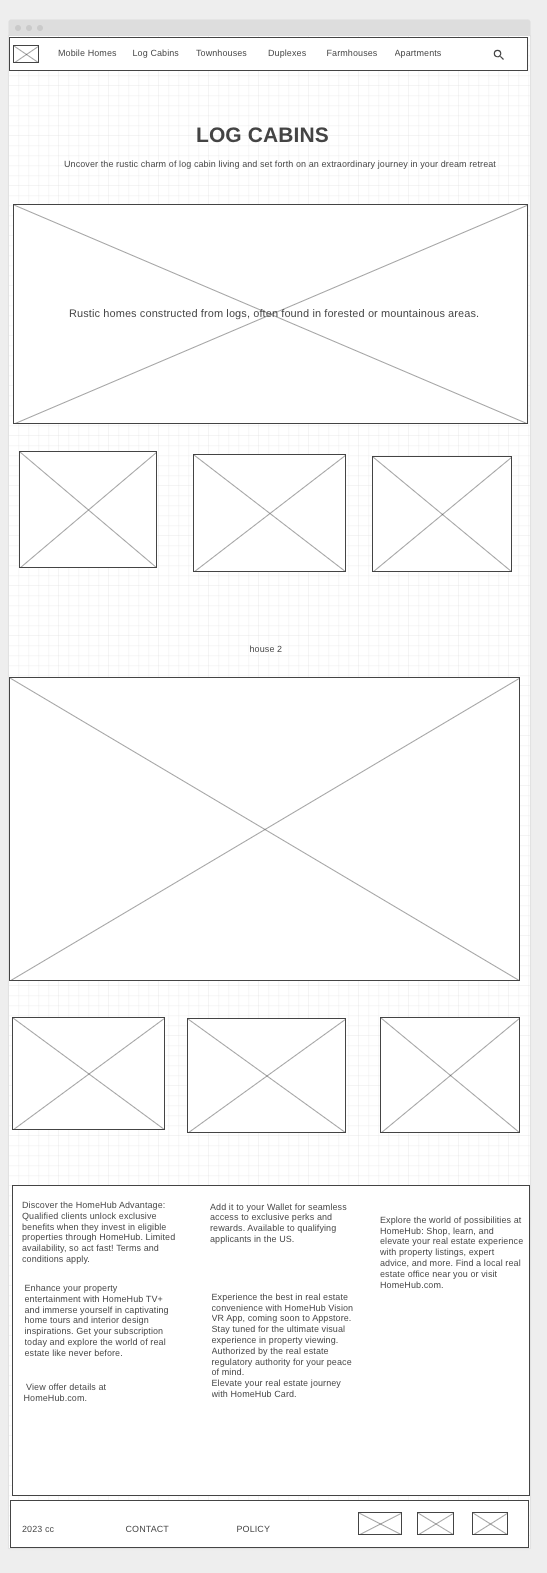 Mobile Homes Log Cabins Townhouses Duplexes Farmhouses Apartments
LOG CABINS
Uncover the rustic charm of log cabin living and set forth on an extraordinary journey in your dream retreat
Rustic homes constructed from logs, often found in forested or mountainous areas.
house 2
Discover the HomeHub Advantage:
Qualified clients unlock exclusive
benefits when they invest in eligible
properties through HomeHub. Limited
availability, so act fast! Terms and
conditions apply.
Enhance your property
entertainment with HomeHub TV+
and immerse yourself in captivating
home tours and interior design
inspirations. Get your subscription
today and explore the world of real
estate like never before.
View offer details at
HomeHub.com.
Add it to your Wallet for seamless
access to exclusive perks and
rewards. Available to qualifying
applicants in the US.
Experience the best in real estate
convenience with HomeHub Vision
VR App, coming soon to Appstore.
Stay tuned for the ultimate visual
experience in property viewing.
Authorized by the real estate
regulatory authority for your peace
of mind.
Elevate your real estate journey
with HomeHub Card.
Explore the world of possibilities at
HomeHub: Shop, learn, and
elevate your real estate experience
with property listings, expert
advice, and more. Find a local real
estate office near you or visit
HomeHub.com.
2023 cc CONTACT POLICY